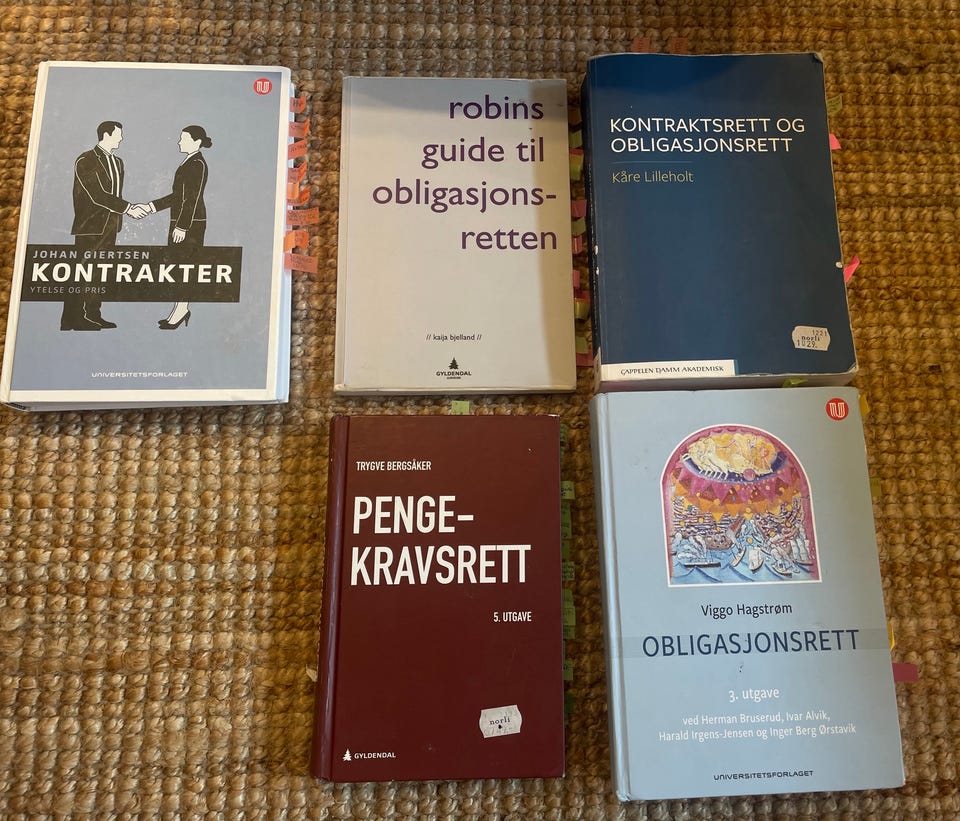 JOHAN GIERTSEN
KONTRAKTER
YTELSE OG PRIS
UNIVERSITETSFORLAGET
robins
guide til
obligasjons-
retten
// kaija bjelland //
GYLDENDAL
KONTRAKTSRETT OG
OBLIGASJONSRETT
Kåre Lilleholt
1221
norli
1029.
CAPPELEN DAMM AKADEMISK
TRYGVE BERGSÅKER
PENGE-
KRAVSRETT
5. UTGAVE
norli
GYLDENDAL
Viggo Hagstrøm
OBLIGASJONSRETT
3. utgave
ved Herman Bruserud, Ivar Alvik,
Harald Irgens-Jensen og Inger Berg Ørstavik
UNIVERSITETSFORLAGET